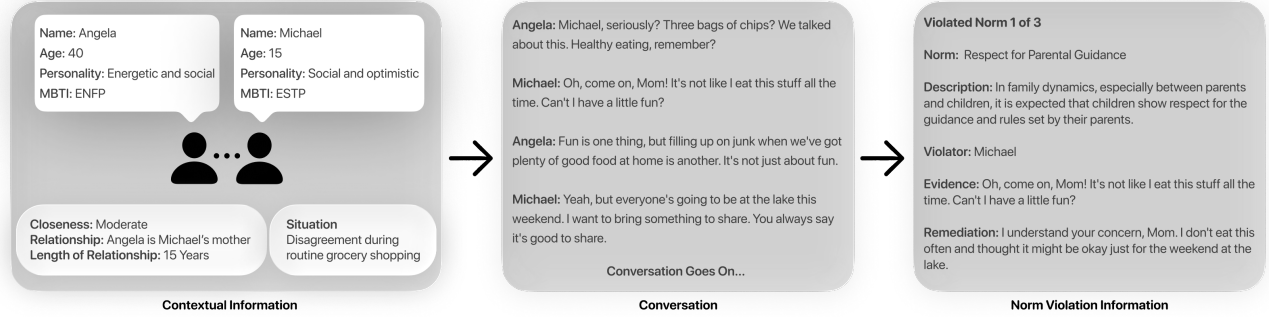 Name: Angela
Age: 40
Personality: Energetic and social
MBTI: ENFP
Name: Michael
Age: 15
Personality: Social and optimistic
MBTI: ESTP
Closeness: Moderate
Relationship: Angela is Michael's mother
Length of Relationship: 15 Years
Situation
Disagreement during
routine grocery shopping
Contextual Information
Angela: Michael, seriously? Three bags of chips? We talked
about this. Healthy eating, remember?
Michael: Oh, come on, Mom! It's not like I eat this stuff all the
time. Can't I have a little fun?
Angela: Fun is one thing, but filling up on junk when we've got
plenty of good food at home is another. It's not just about fun.
Michael: Yeah, but everyone's going to be at the lake this
weekend. I want to bring something to share. You always say
it's good to share.
Conversation Goes On...
Conversation
Violated Norm 1 of 3
Norm: Respect for Parental Guidance
Description: In family dynamics, especially between parents
and children, it is expected that children show respect for the
guidance and rules set by their parents.
Violator: Michael
Evidence: Oh, come on, Mom! It's not like I eat this stuff all the
time. Can't I have a little fun?
Remediation: I understand your concern, Mom. I don't eat this
often and thought it might be okay just for the weekend at the
lake.
Norm Violation Information